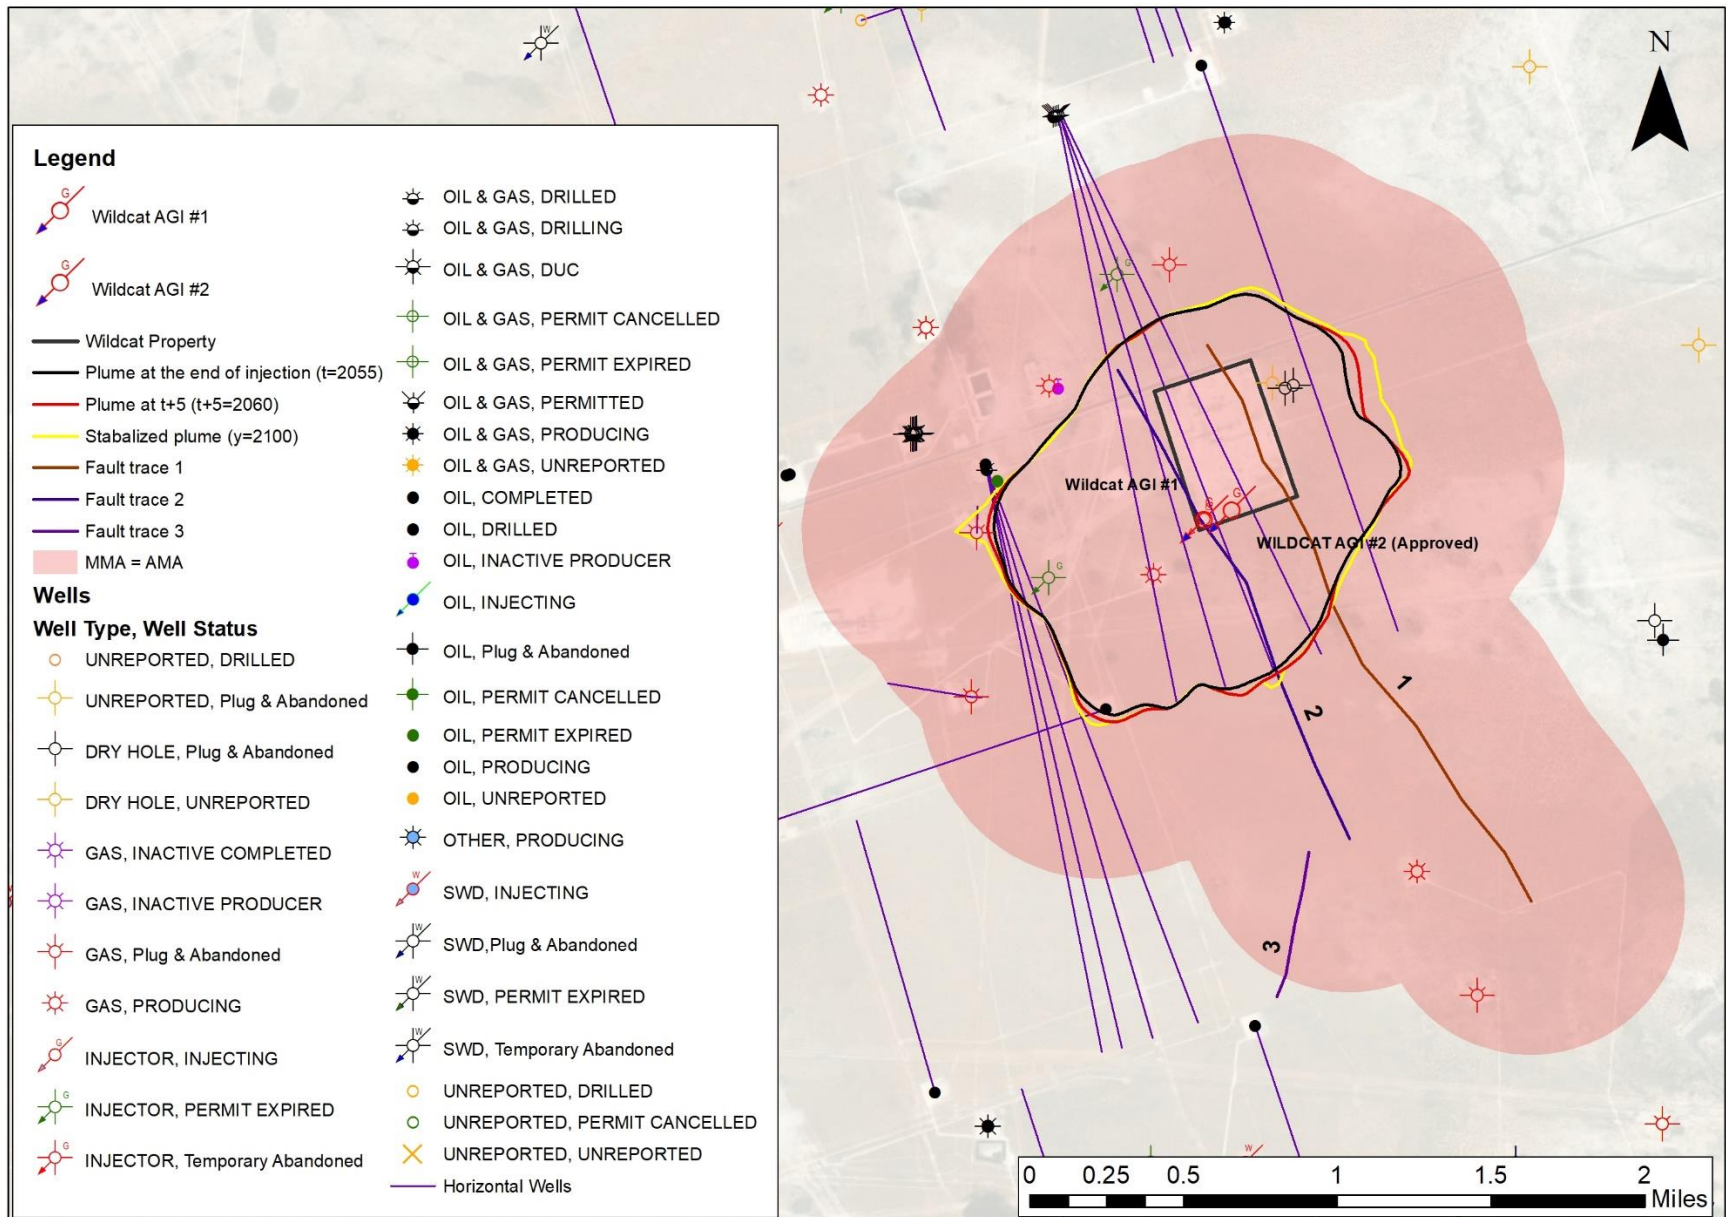 N
Legend
Wildcat AGI #1
Wildcat AGI #2
Wildcat Property
Plume at the end of injection (t=2055)
Plume at t+5 (t+5=2060)
Stabalized plume (y=2100)
Fault trace 1
Fault trace 2
Fault trace 3
MMA = AMA
Wells
Well Type, Well Status
UNREPORTED, DRILLED
UNREPORTED, Plug & Abandoned
DRY HOLE, Plug & Abandoned
DRY HOLE, UNREPORTED
GAS, INACTIVE COMPLETED
GAS, INACTIVE PRODUCER
GAS, Plug & Abandoned
GAS, PRODUCING
INJECTOR, INJECTING
INJECTOR, PERMIT EXPIRED
INJECTOR, Temporary Abandoned
OIL & GAS, DRILLED
OIL & GAS, DRILLING
OIL & GAS, DUC
OIL & GAS, PERMIT CANCELLED
OIL & GAS, PERMIT EXPIRED
OIL & GAS, PERMITTED
OIL & GAS, PRODUCING
OIL & GAS, UNREPORTED
OIL, COMPLETED
OIL, DRILLED
OIL, INACTIVE PRODUCER
OIL, INJECTING
OIL, Plug & Abandoned
OIL, PERMIT CANCELLED
OIL, PERMIT EXPIRED
OIL, PRODUCING
OIL, UNREPORTED
OTHER, PRODUCING
SWD, INJECTING
SWD,Plug & Abandoned
SWD, PERMIT EXPIRED
SWD, Temporary Abandoned
UNREPORTED, DRILLED
UNREPORTED, PERMIT CANCELLED
UNREPORTED, UNREPORTED
Horizontal Wells
Wildcat AGI #1
WILDCAT AGI #2 (Approved)
1
2
3
0 0.25 0.5 1 1.5 2
Miles